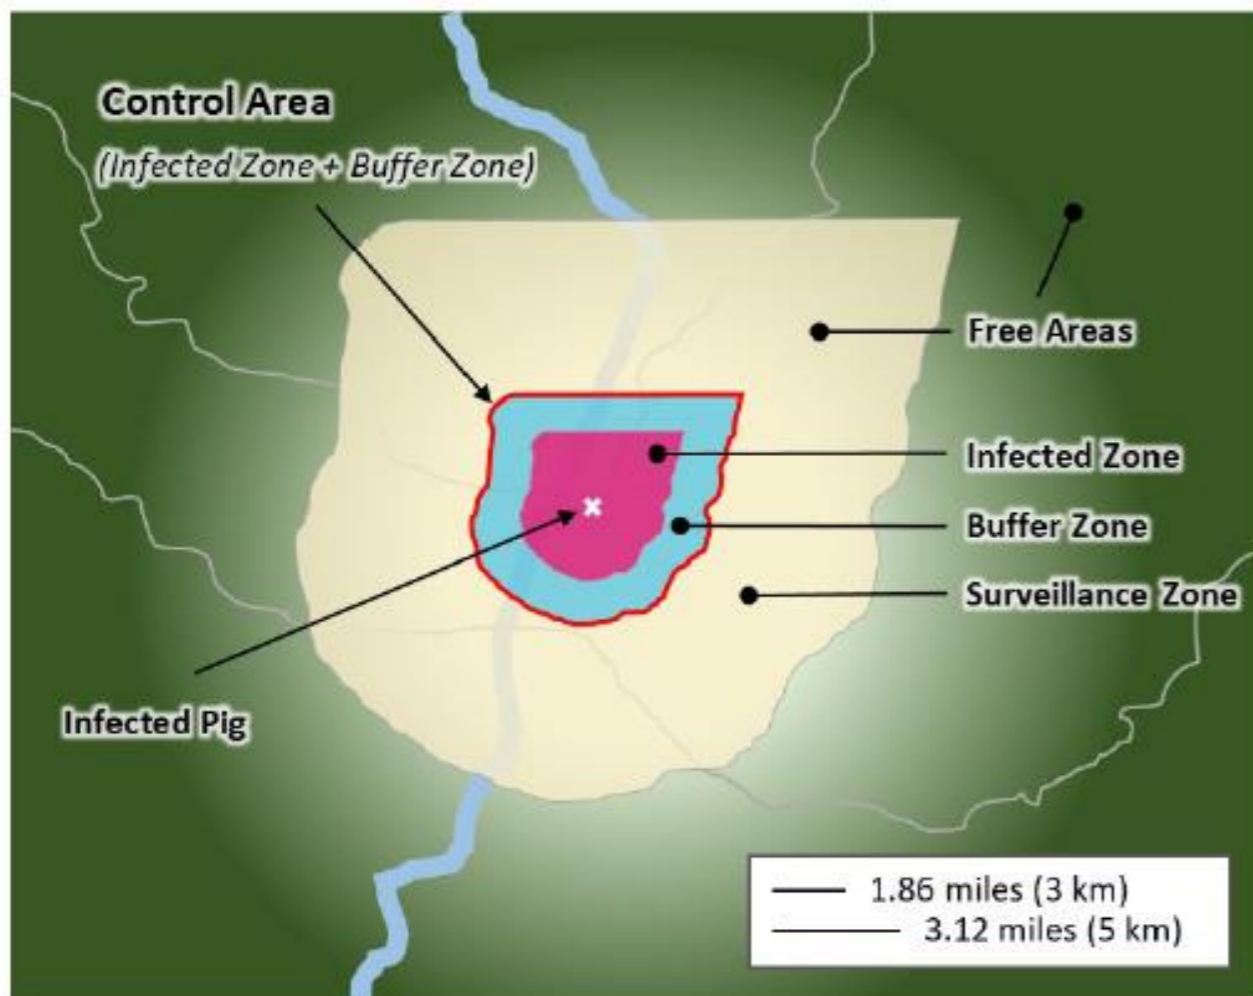 Control Area
(Infected Zone + Buffer Zone)
Free Areas
Infected Zone
Buffer Zone
Surveillance Zone
Infected Pig
1.86 miles (3 km)
3.12 miles (5 km)